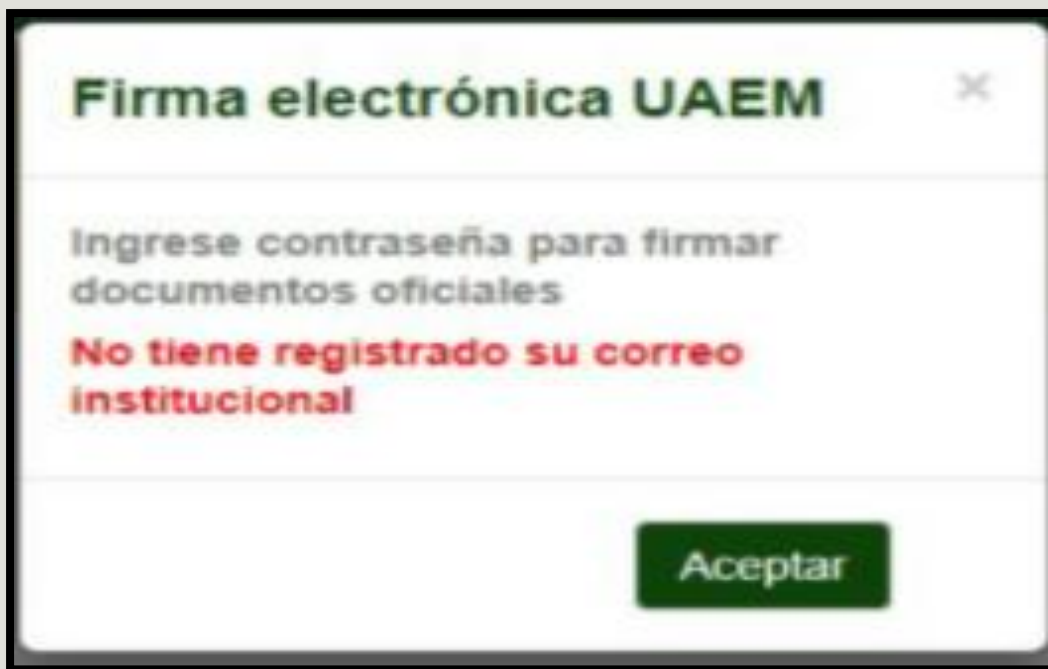 Firma electrónica UAEM ×
Ingrese contraseña para firmar
documentos oficiales
No tiene registrado su correo
institucional
Aceptar